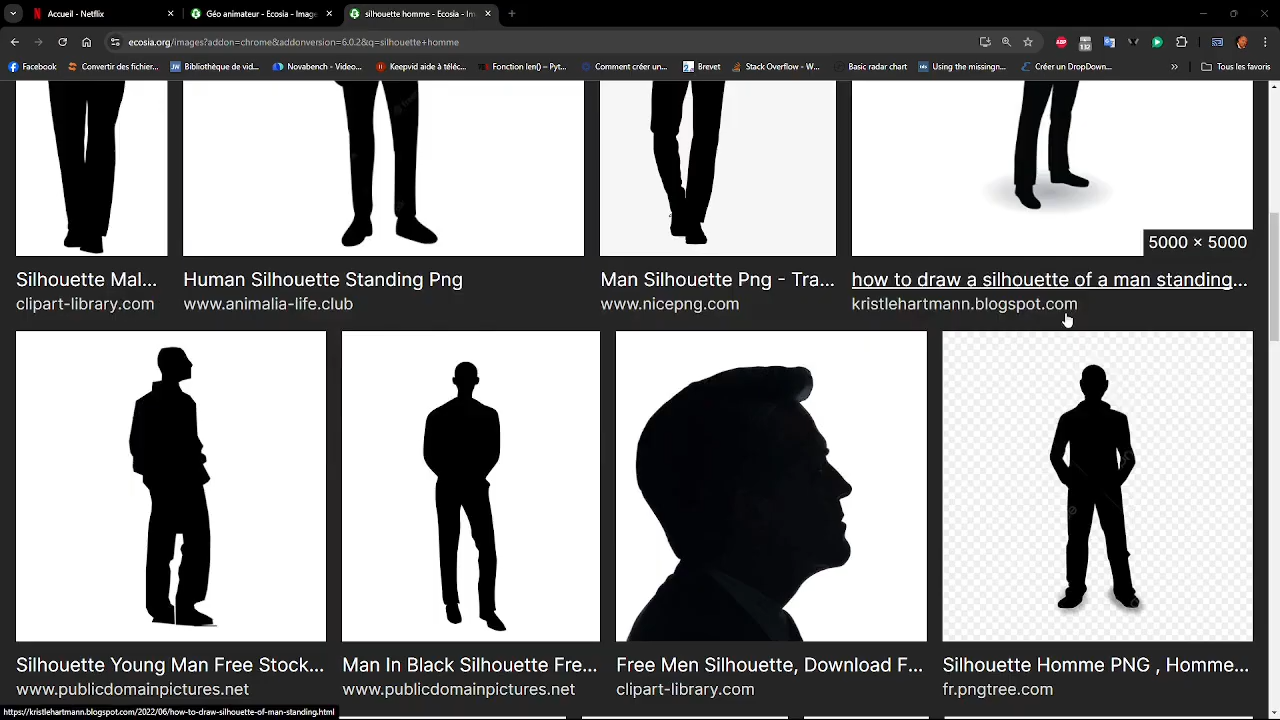 Accueil - Netflix
Géo animateur - Ecosia - Image
silhouette homme - Ecosia - Im
ecosia.org/images?addon=chrome&addonversion=6.0.2&q=silhouette+homme
112
Facebook
Convertir des fichier...
Bibliothèque de vid...
Novabench - Video...
Keepvid aide à téléc...
Fonction len() – Pyt...
Comment créer un...
Brevet
Stack Overflow - W...
Basic radar chart
Using the missingn...
Créer un DropDown...
»
Tous les favoris
5000 × 5000
Silhouette Mal...
clipart-library.com
Human Silhouette Standing Png
www.animalia-life.club
Man Silhouette Png - Tra...
www.nicepng.com
how to draw a silhouette of a man standing...
kristlehartmann.blogspot.com
Silhouette Young Man Free Stock...
www.publicdomainpictures.net
Man In Black Silhouette Fre...
www.publicdomainpictures.net
Free Men Silhouette, Download F...
clipart-library.com
Silhouette Homme PNG , Homme...
fr.pngtree.com
https://kristlehartmann.blogspot.com/2022/06/how-to-draw-silhouette-of-man-standing.html